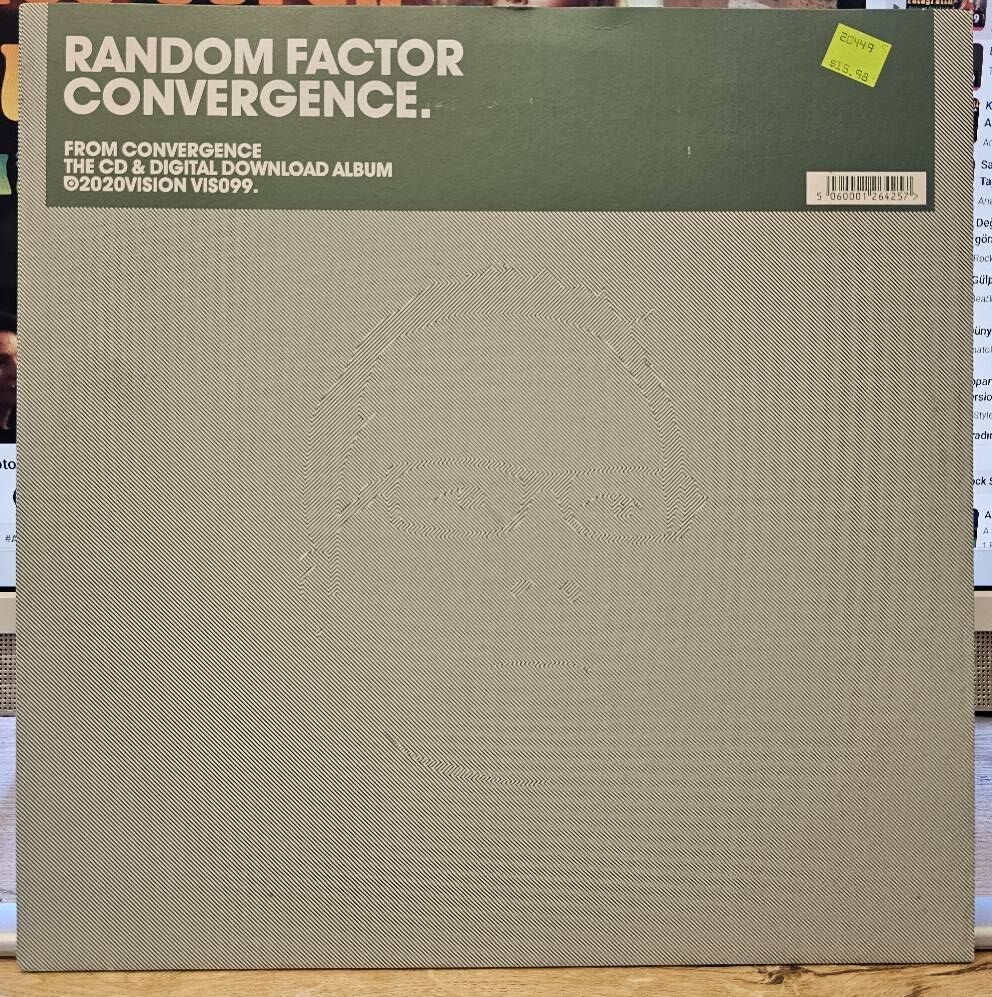 RANDOM FACTOR
CONVERGENCE.
20449
$15.98
FROM CONVERGENCE
THE CD & DIGITAL DOWNLOAD ALBUM
2020VISION VIS099.
5 060001 264257 >